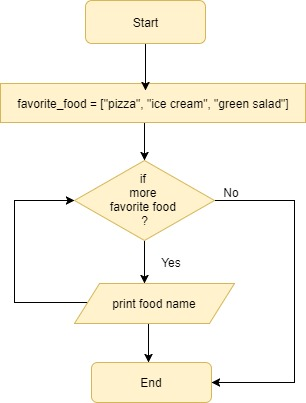 Start
favorite_food = ["pizza", "ice cream", "green salad"]
if
more
favorite food
?
No
Yes
print food name
End